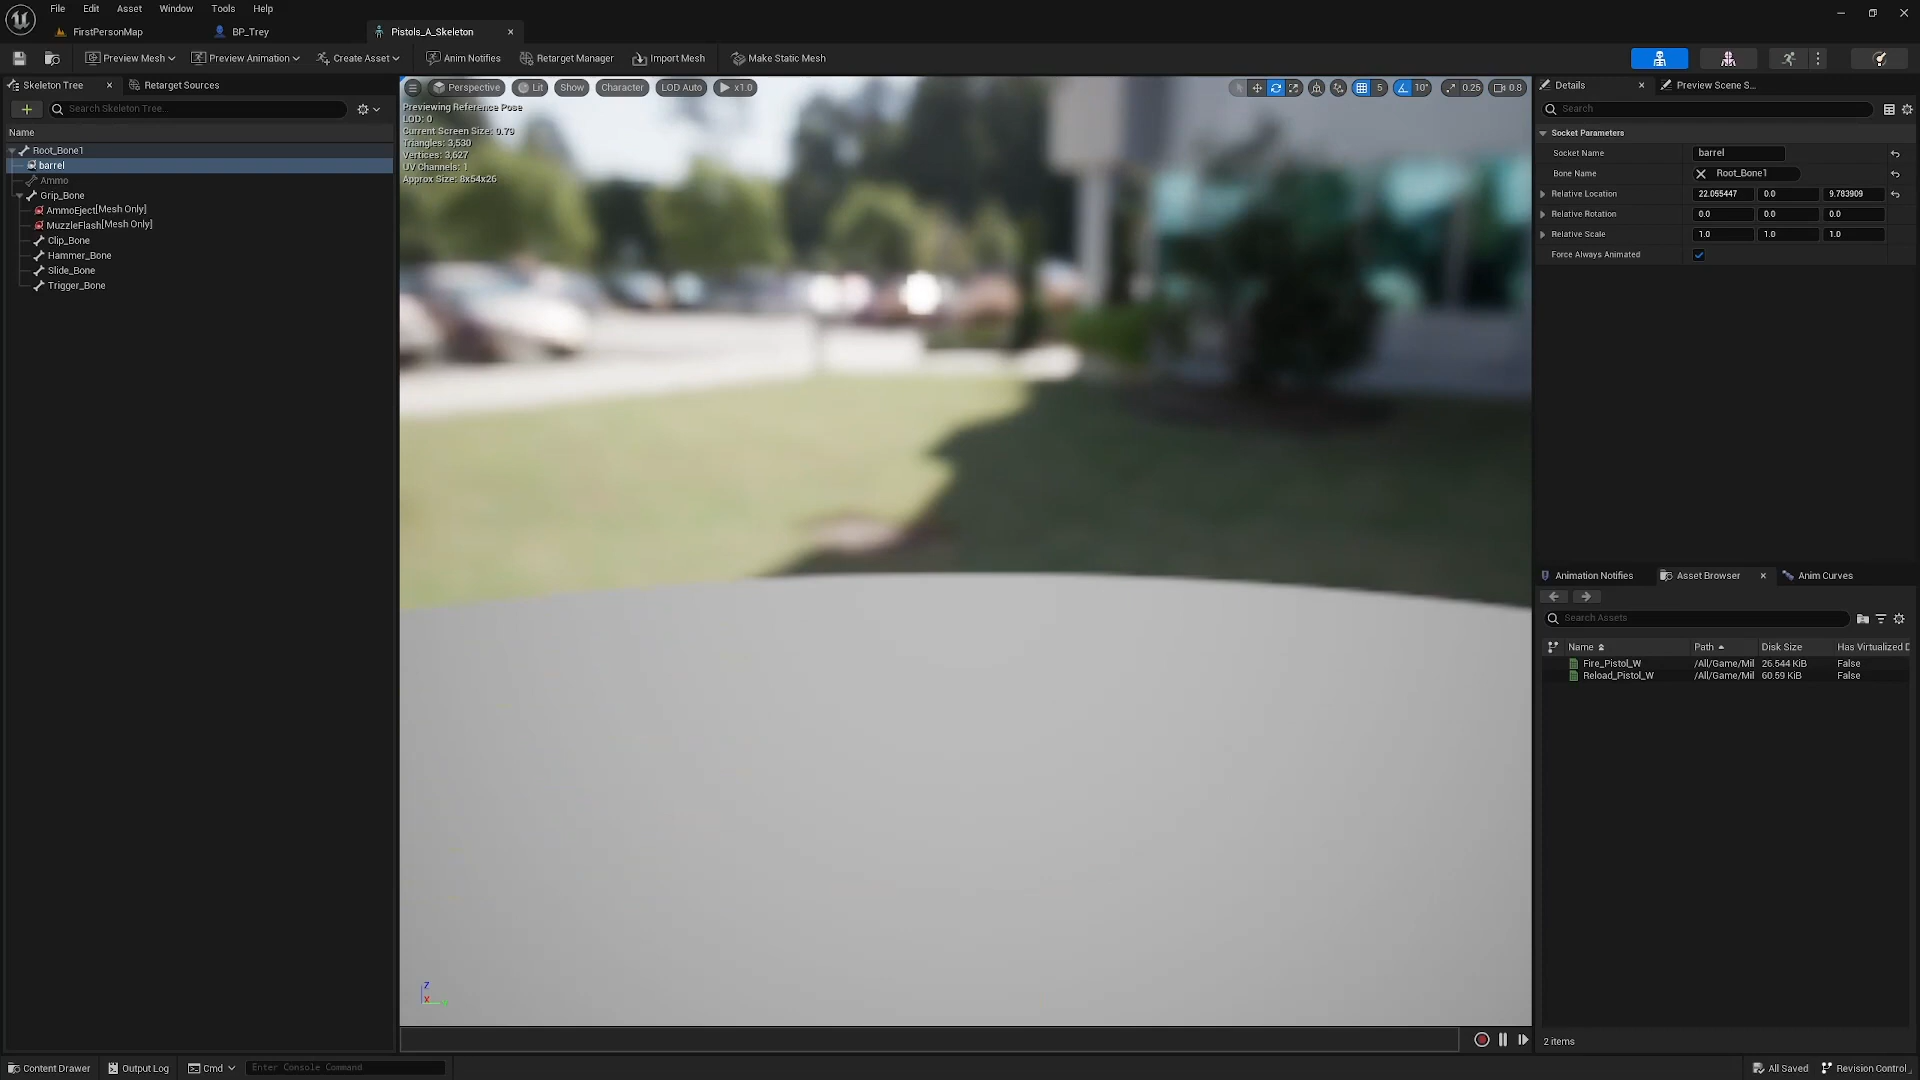 File Edit Asset Window Tools Help
FirstPersonMap BP_Trey Pistols_A_Skeleton
Preview Mesh Preview Animation Create Asset Anim Notifies Retarget Manager Import Mesh Make Static Mesh
Skeleton Tree Retarget Sources
Search Skeleton Tree...
Name
Root_Bone1
barrel
Ammo
Grip_Bone
AmmoEject [Mesh Only]
MuzzleFlash [Mesh Only]
Clip_Bone
Hammer_Bone
Slide_Bone
Trigger_Bone
Perspective Lit Show Character LOD Auto x1.0 5 10° 0.25 0.8
Previewing Reference Pose
LOD: 0
Current Screen Size: 0.79
Triangles: 3,530
Vertices: 3,627
UV Channels: 1
Approx Size: 8x54x26
Z
X
Details Preview Scene S...
Search
Socket Parameters
Socket Name barrel
Bone Name Root_Bone1
Relative Location 22.055447 0.0 9.783909
Relative Rotation 0.0 0.0 0.0
Relative Scale 1.0 1.0 1.0
Force Always Animated
Animation Notifies Asset Browser Anim Curves
Search Assets
Name Path Disk Size Has Virtualized D
Fire_Pistol_W /All/Game/Mil 26.544 KiB False
Reload_Pistol_W /All/Game/Mil 60.59 KiB False
2 items
Content Drawer Output Log Cmd Enter Console Command All Saved Revision Control